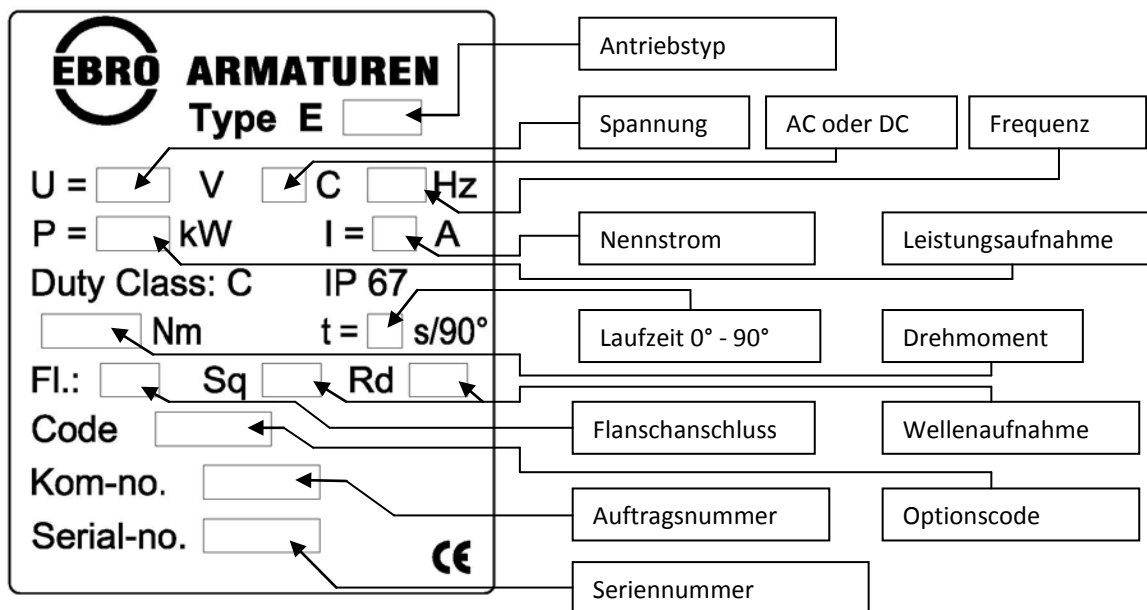 EBRO ARMATUREN
Type E
U = V C Hz
P = kW I = A
Duty Class: C IP 67
Nm t = s/90°
Fl.: Sq Rd
Code
Kom-no.
Serial-no.
CE
Antriebstyp
Spannung
AC oder DC
Frequenz
Nennstrom
Leistungsaufnahme
Laufzeit 0° - 90°
Drehmoment
Flanschanschluss
Wellenaufnahme
Auftragsnummer
Optionscode
Seriennummer